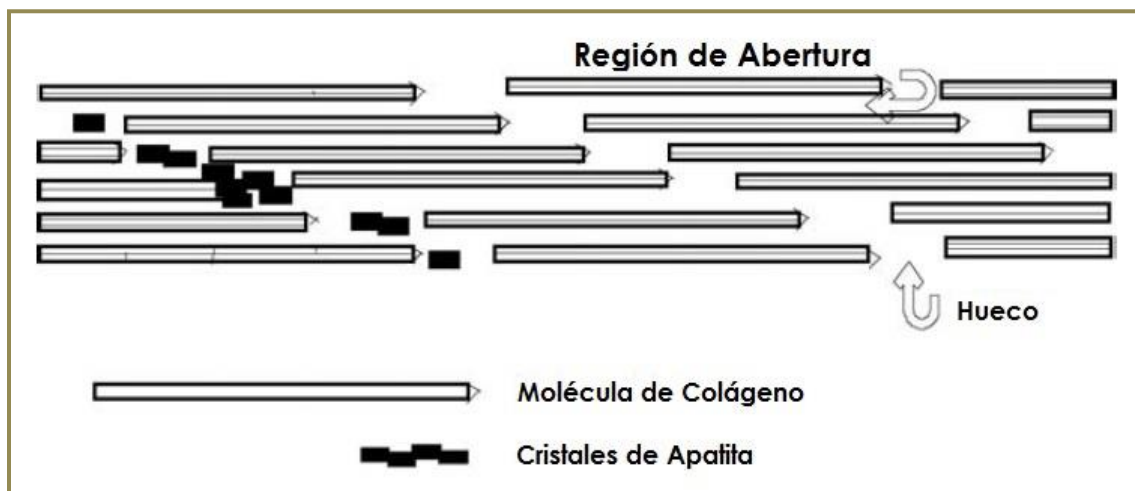 Región de Abertura
Hueco
Molécula de Colágeno
Cristales de Apatita